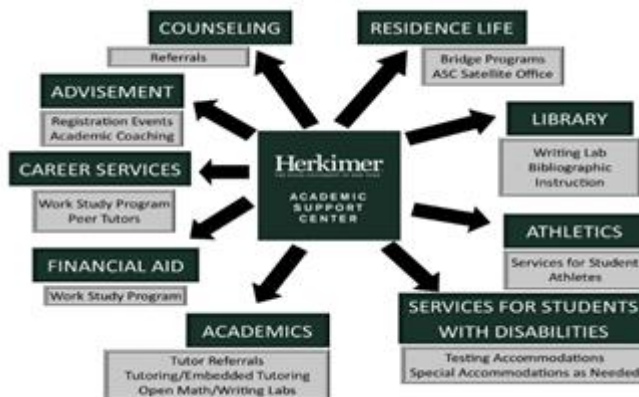 COUNSELING
Referrals
RESIDENCE LIFE
Bridge Programs
ASC Satellite Office
ADVISEMENT
Registration Events
Academic Coaching
LIBRARY
Writing Lab
Bibliographic
Instruction
CAREER SERVICES
Work Study Program
Peer Tutors
Herkimer
ACADEMIC
SUPPORT
CENTER
ATHLETICS
Services for Student
Athletes
FINANCIAL AID
Work Study Program
SERVICES FOR STUDENTS
WITH DISABILITIES
Testing Accommodations
Special Accommodations as Needed
ACADEMICS
Tutor Referrals
Tutoring/Embedded Tutoring
Open Math/Writing Labs